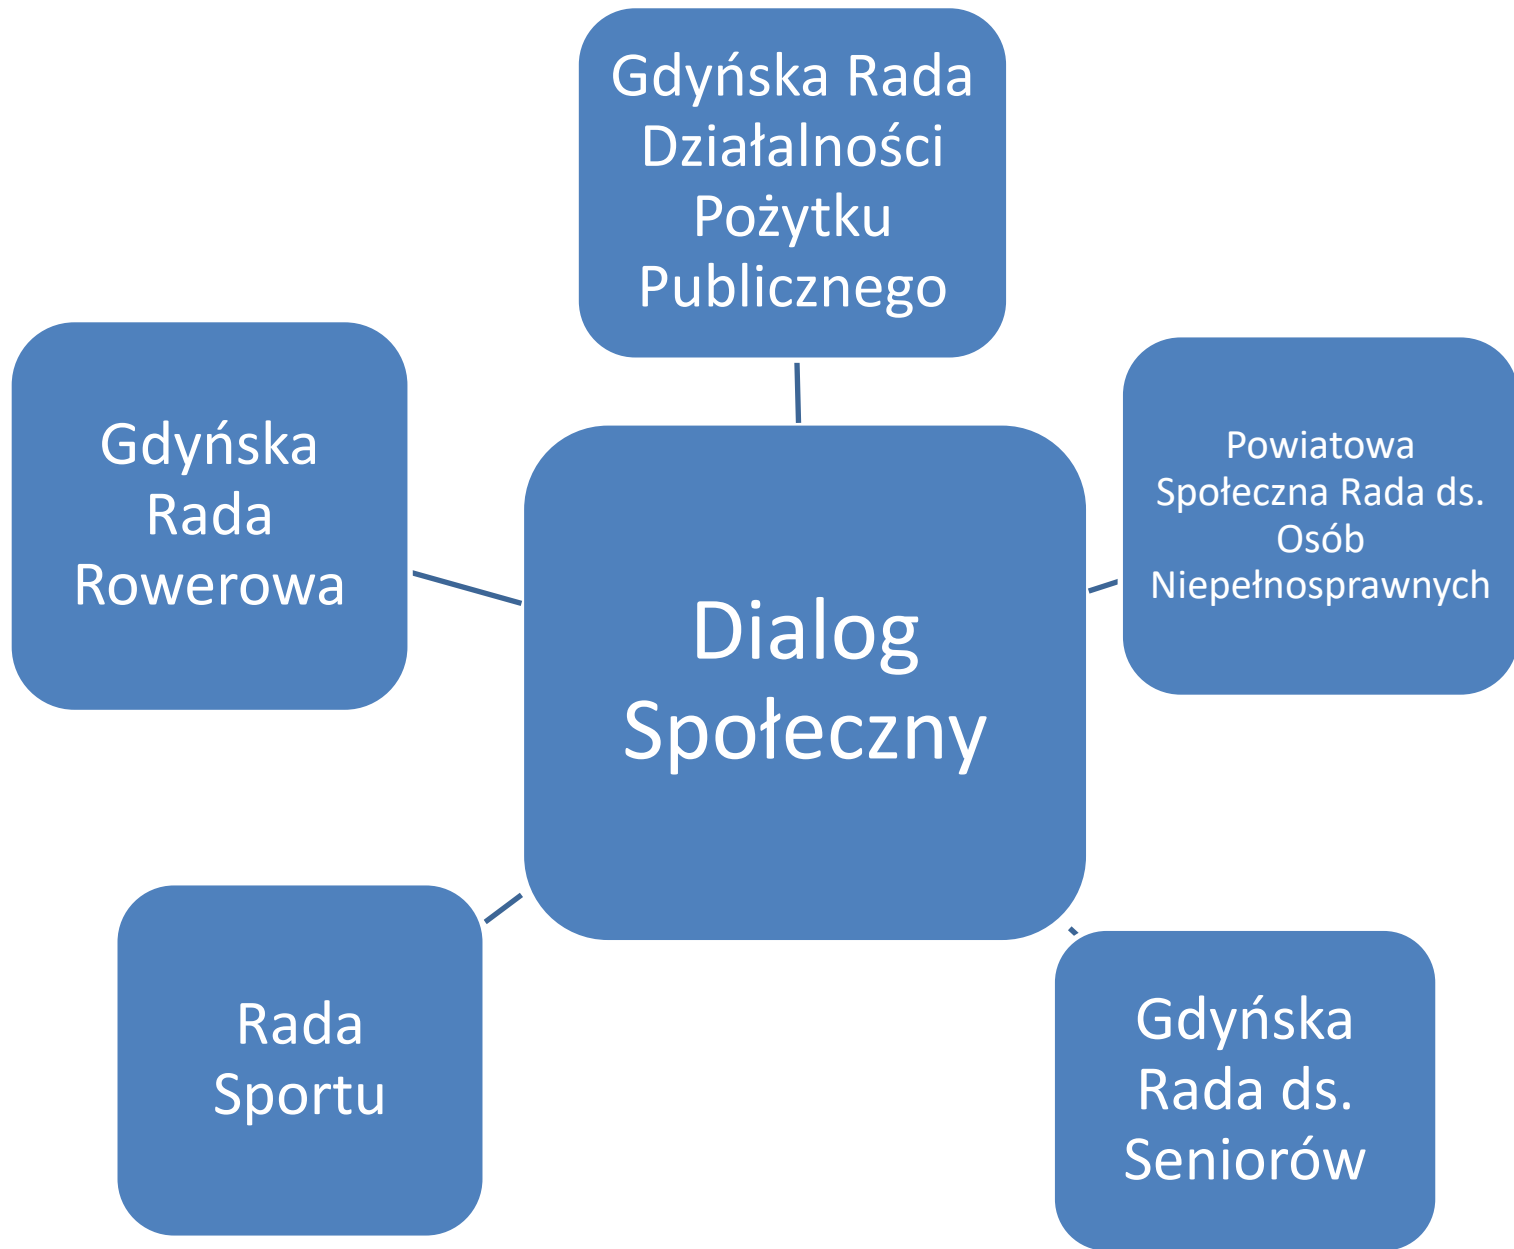 Gdyńska Rada
Działalności
Pożytku
Publicznego
Gdyńska
Rada
Rowerowa
Powiatowa
Społeczna Rada ds.
Osób
Niepełnosprawnych
Dialog
Społeczny
Rada
Sportu
Gdyńska
Rada ds.
Seniorów